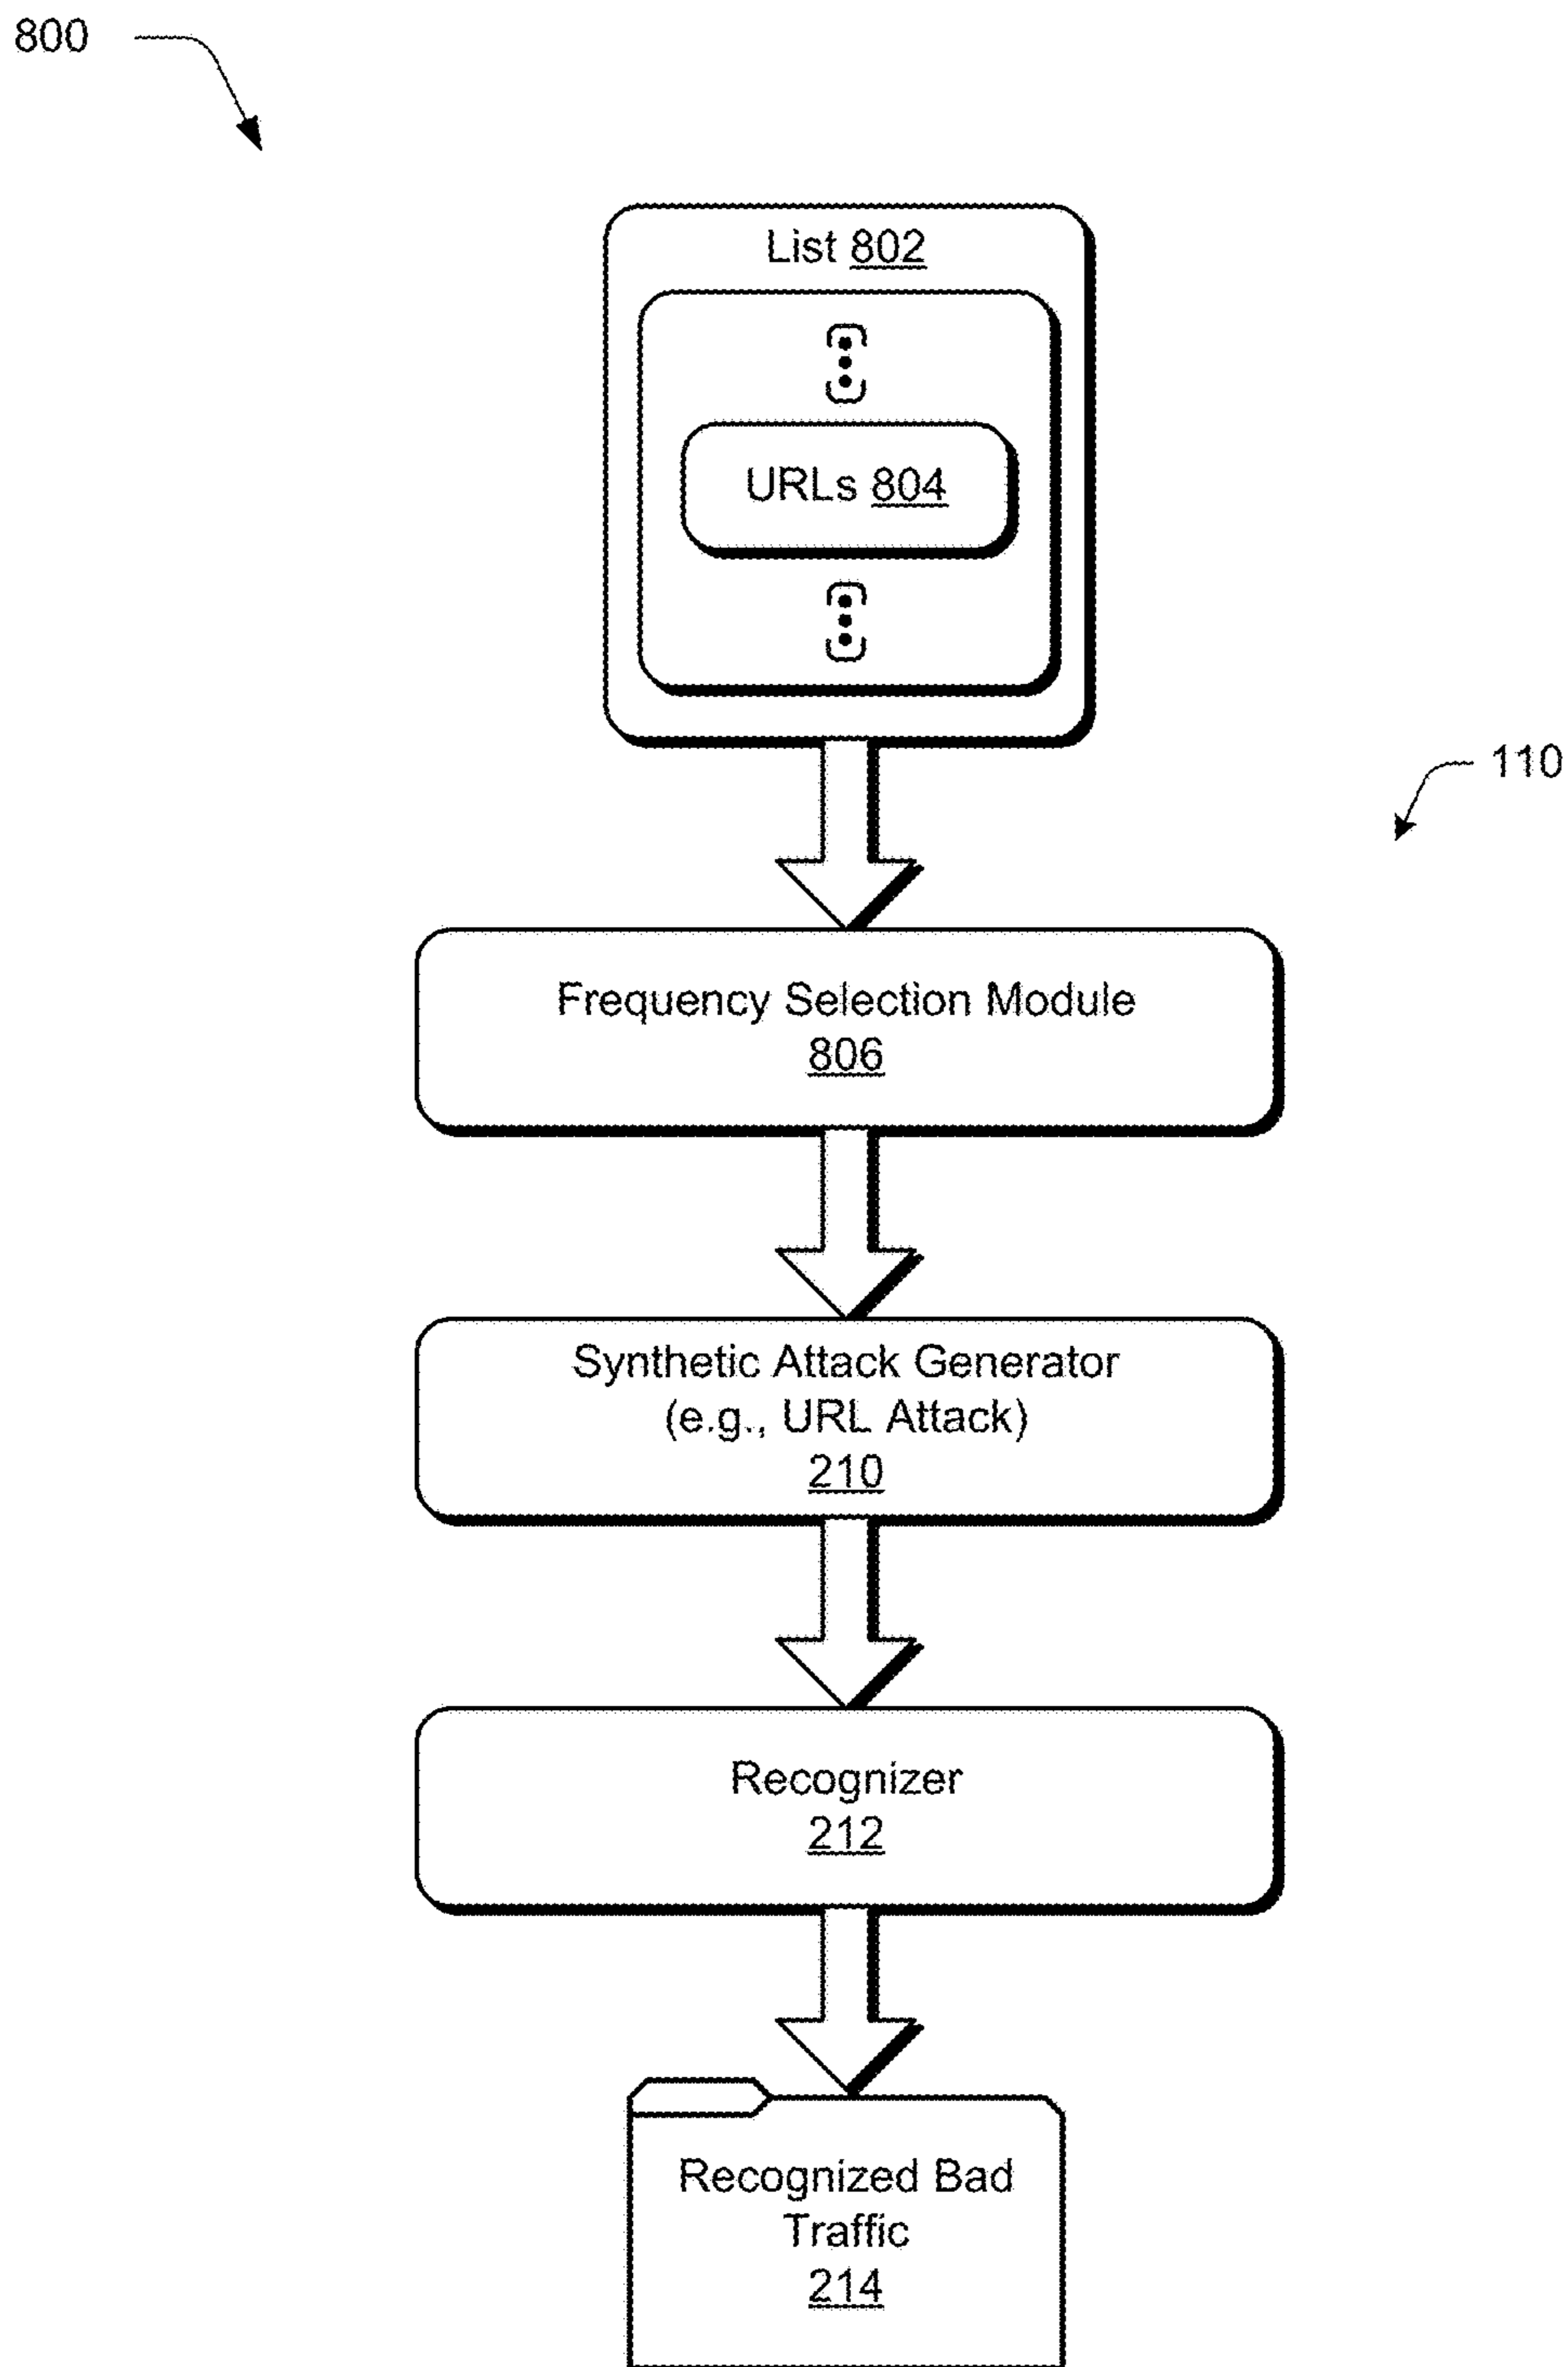 800
List 802
URLs 804
110
Frequency Selection Module
806
Synthetic Attack Generator
(e.g., URL Attack)
210
Recognizer
212
Recognized Bad
Traffic
214